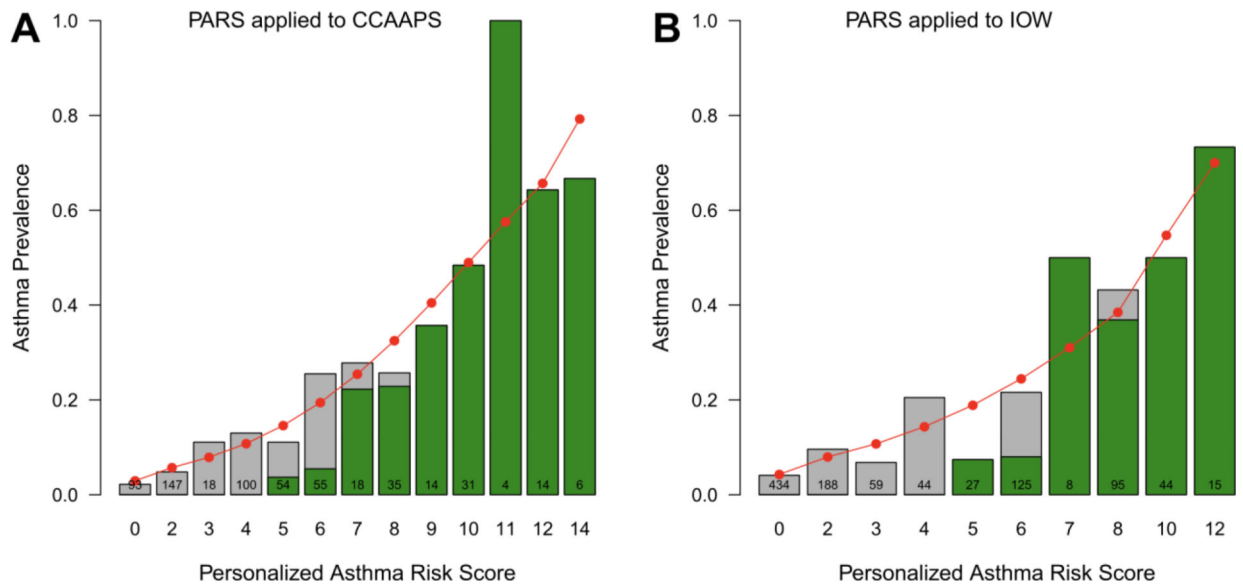 A
PARS applied to CCAAPS
Asthma Prevalence
1.0
0.8
0.6
0.4
0.2
0.0
93 147 18 100 54 55 18 35 14 31 4 14 6
0 2 3 4 5 6 7 8 9 10 11 12 14
Personalized Asthma Risk Score
B
PARS applied to IOW
Asthma Prevalence
1.0
0.8
0.6
0.4
0.2
0.0
434 188 59 44 27 125 8 95 44 15
0 2 3 4 5 6 7 8 10 12
Personalized Asthma Risk Score